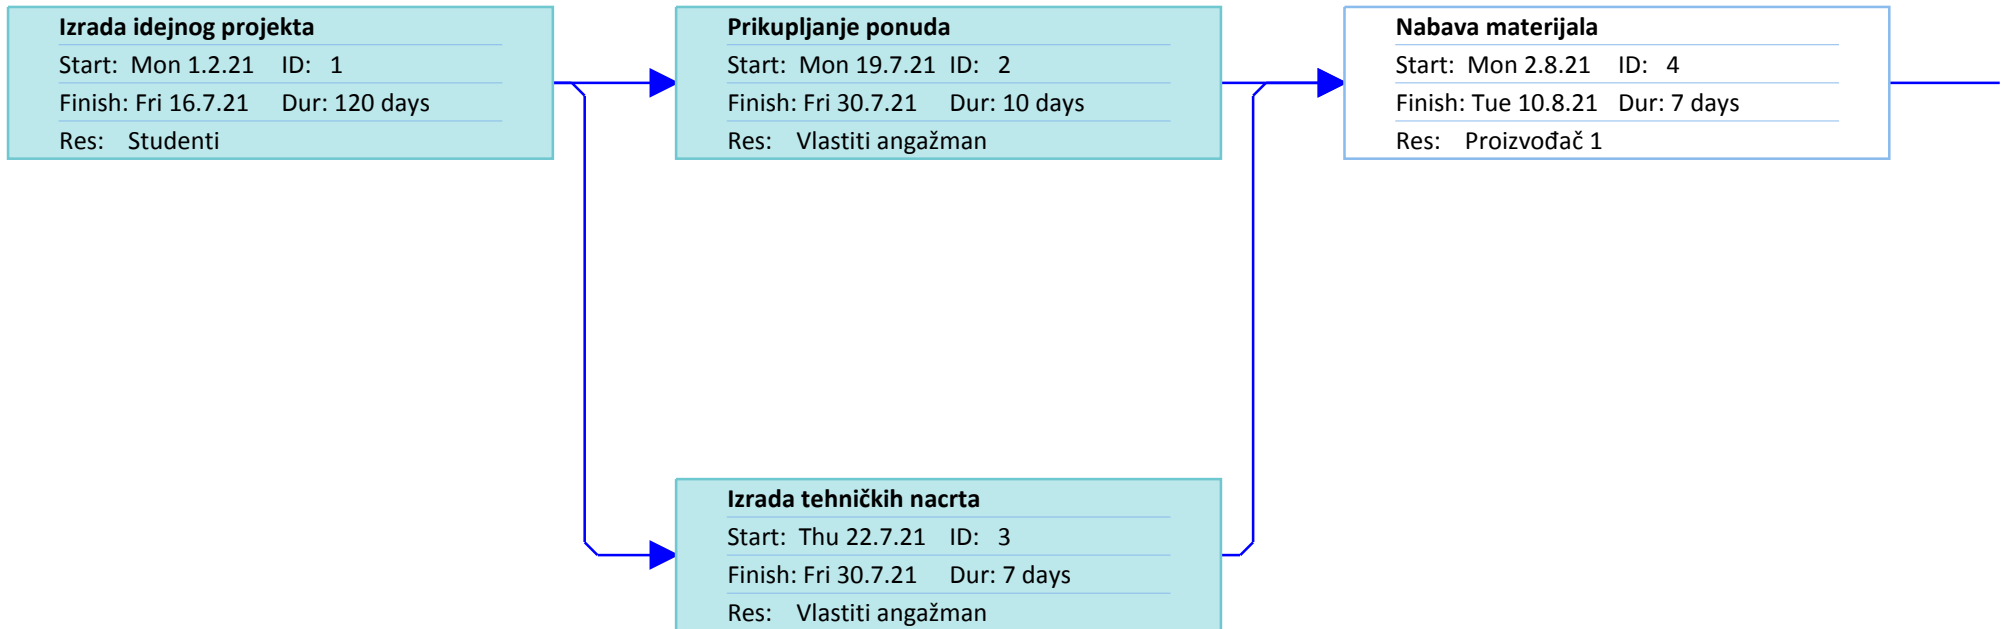 Izrada idejnog projekta
Start: Mon 1.2.21 ID: 1
Finish: Fri 16.7.21 Dur: 120 days
Res: Studenti
Prikupljanje ponuda
Start: Mon 19.7.21 ID: 2
Finish: Fri 30.7.21 Dur: 10 days
Res: Vlastiti angažman
Nabava materijala
Start: Mon 2.8.21 ID: 4
Finish: Tue 10.8.21 Dur: 7 days
Res: Proizvođač 1
Izrada tehničkih nacrta
Start: Thu 22.7.21 ID: 3
Finish: Fri 30.7.21 Dur: 7 days
Res: Vlastiti angažman